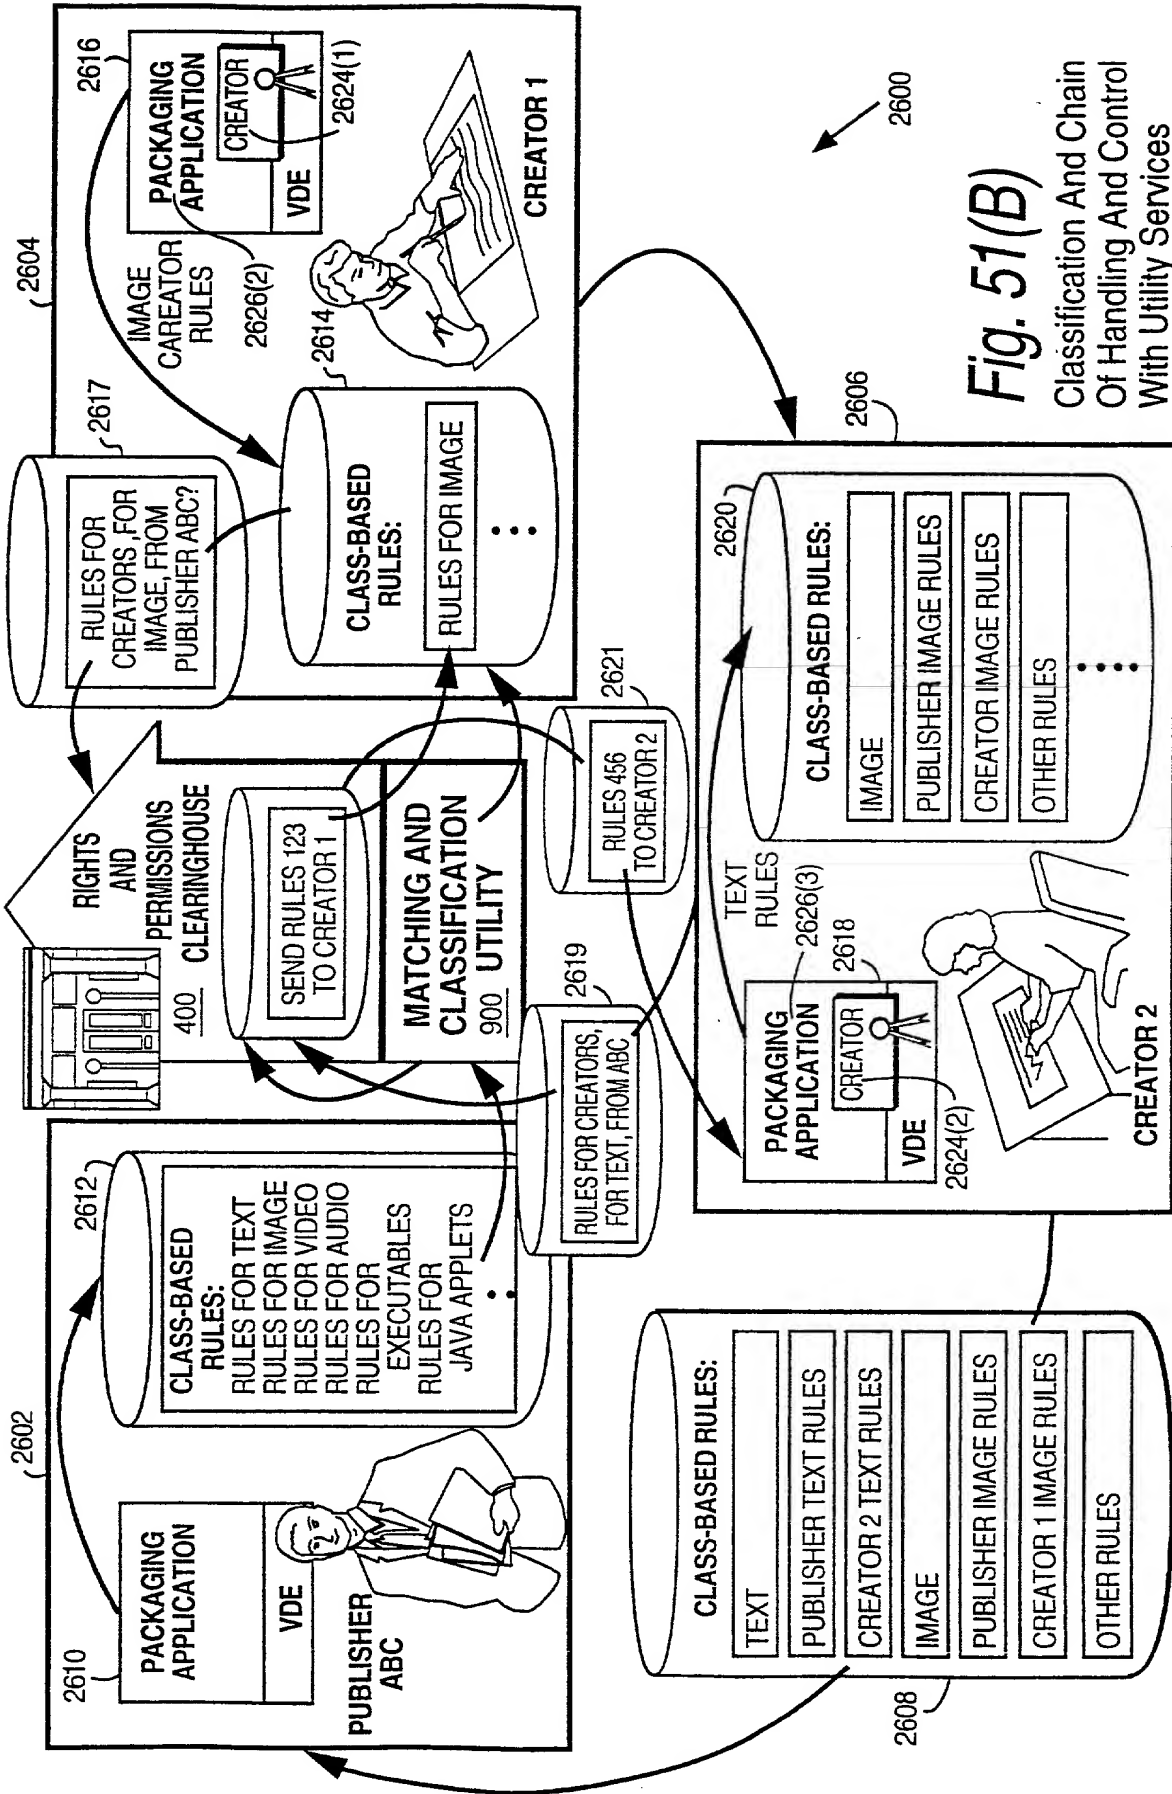 2602
2610
PACKAGING
APPLICATION
VDE
PUBLISHER
ABC
2612
CLASS-BASED
RULES:
RULES FOR TEXT
RULES FOR IMAGE
RULES FOR VIDEO
RULES FOR AUDIO
RULES FOR
EXECUTABLES
RULES FOR
JAVA APPLETS
RIGHTS
AND
PERMISSIONS
CLEARINGHOUSE
400
SEND RULES 123
TO CREATOR 1
MATCHING AND
CLASSIFICATION
UTILITY
900
2617
RULES FOR
CREATORS ,FOR
IMAGE, FROM
PUBLISHER ABC?
2604
2616
PACKAGING
APPLICATION
CREATOR
VDE
2624(1)
IMAGE
CAREATOR
RULES
2626(2)
2614
CLASS-BASED
RULES:
RULES FOR IMAGE
CREATOR 1
2619
RULES FOR CREATORS,
FOR TEXT, FROM ABC
2621
RULES 456
TO CREATOR 2
2608
CLASS-BASED RULES:
TEXT
PUBLISHER TEXT RULES
CREATOR 2 TEXT RULES
IMAGE
PUBLISHER IMAGE RULES
CREATOR 1 IMAGE RULES
OTHER RULES
2606
PACKAGING
APPLICATION
CREATOR
VDE
2624(2)
2618
2626(3)
TEXT
RULES
CREATOR 2
2620
CLASS-BASED RULES:
IMAGE
PUBLISHER IMAGE RULES
CREATOR IMAGE RULES
OTHER RULES
2600
Fig. 51(B)
Classification And Chain
Of Handling And Control
With Utility Services